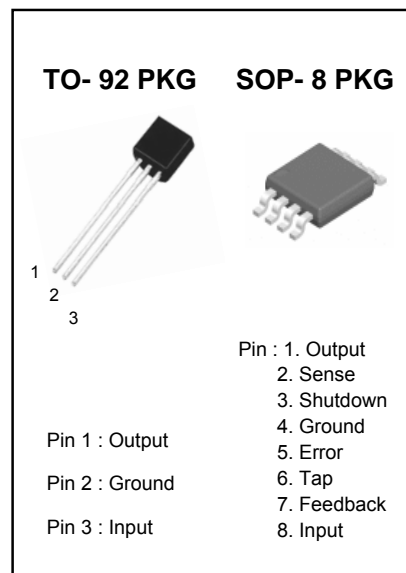 TO- 92 PKG
SOP- 8 PKG
1
2
3
Pin 1 : Output
Pin 2 : Ground
Pin 3 : Input
Pin : 1. Output
2. Sense
3. Shutdown
4. Ground
5. Error
6. Tap
7. Feedback
8. Input